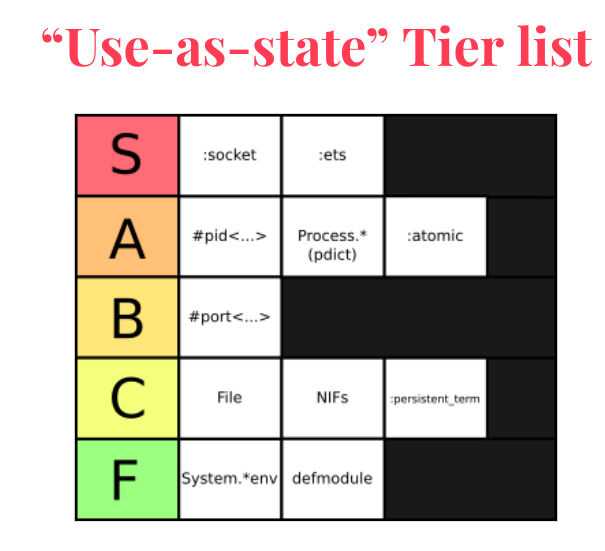 “Use-as-state” Tier list
S
:socket
:ets
A
#pid<...>
Process.*
(pdict)
:atomic
B
#port<...>
C
File
NIFs
:persistent_term
F
System.*env
defmodule